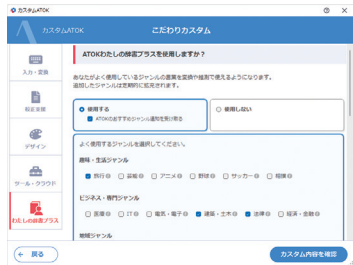 カスタムATOK
カスタムATOK
こだわりカスタム
入力・変換
校正支援
デザイン
ツール・クラウド
わたしの辞書プラス
ATOKわたしの辞書プラスを使用しますか？
あなたがよく使用しているジャンルの語彙を変換や推測で使えるようになります。
追加したジャンルは定期的に拡充されます。
使用する
使用しない
ATOKのおすすめジャンル通知を受け取る
よく使用するジャンルを選択してください。
趣味・生活ジャンル
旅行 芸能 アニメ 野球 サッカー 相撲
ビジネス・専門ジャンル
医療 IT 電気・電子 建築・土木 法律 経済・金融
地域ジャンル
戻る
カスタム内容を確認